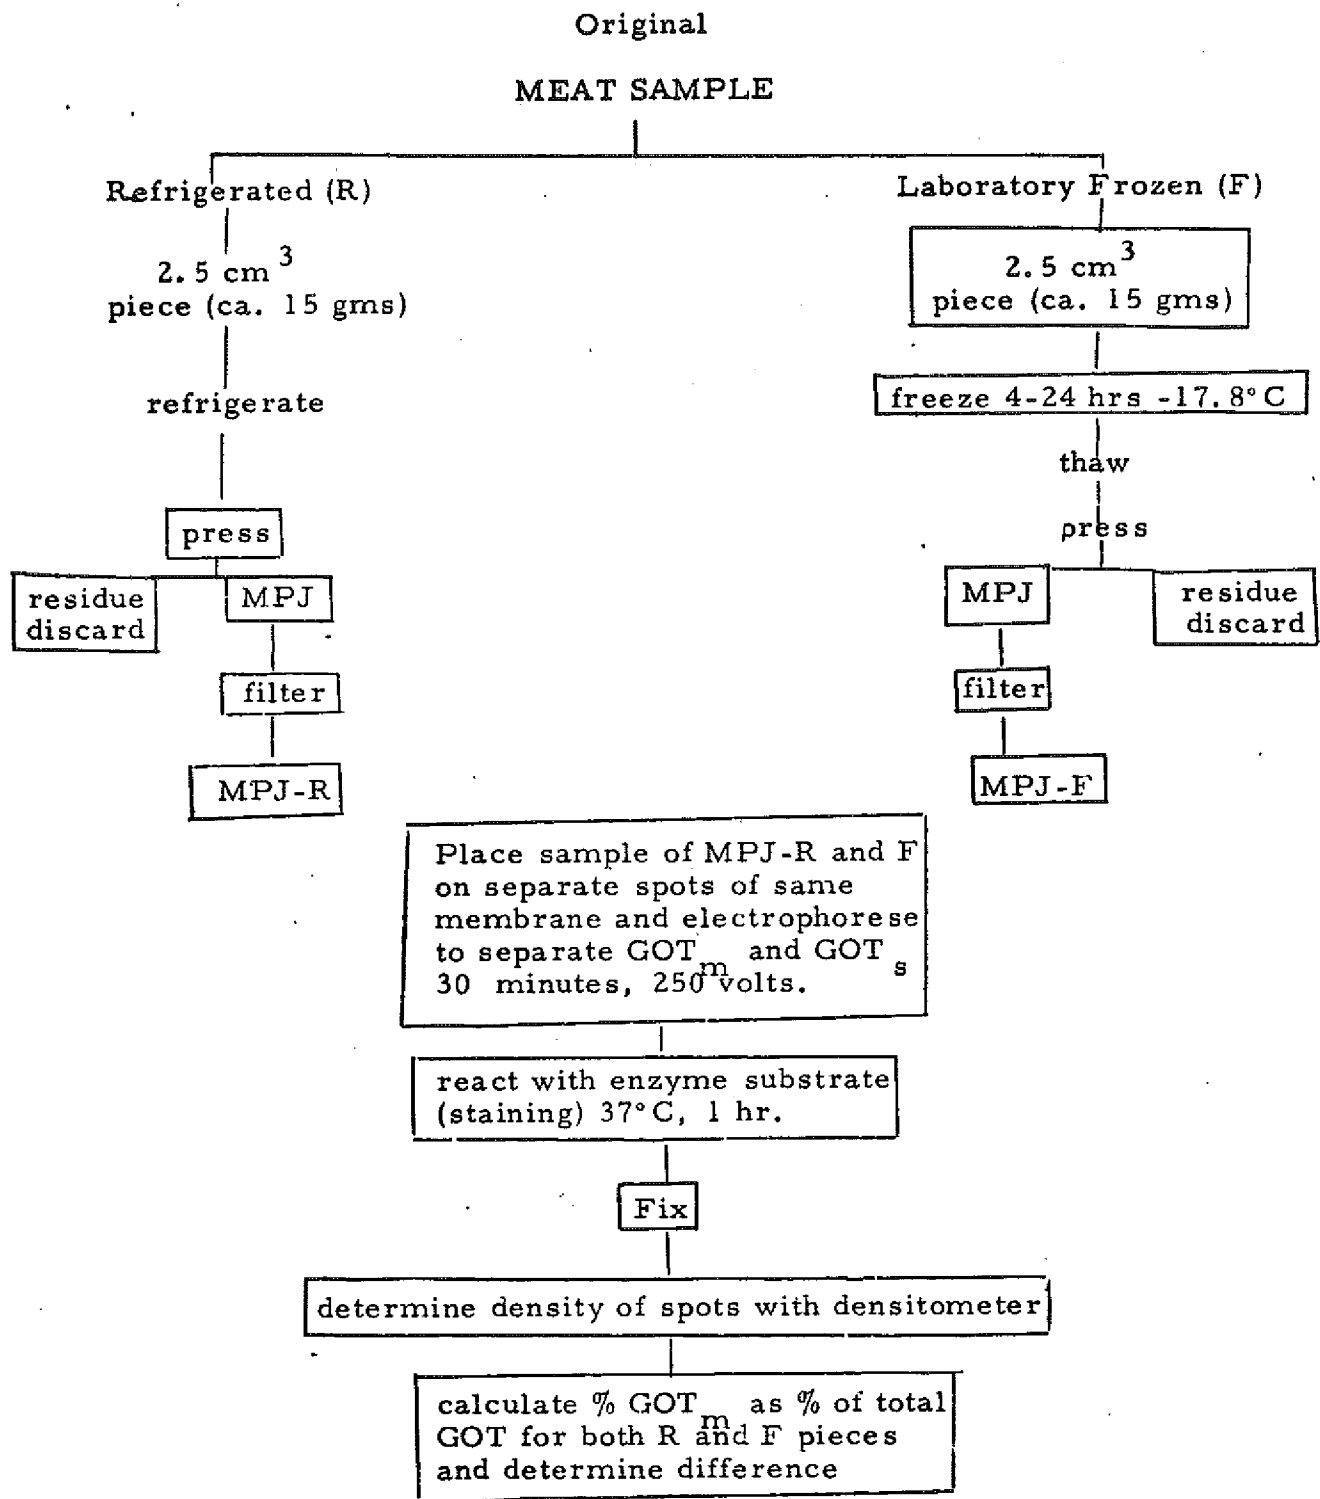 Original
MEAT SAMPLE
Refrigerated (R)
2.5 cm³
piece (ca. 15 gms)
refrigerate
press
residue
discard
MPJ
filter
MPJ-R
Laboratory Frozen (F)
2.5 cm³
piece (ca. 15 gms)
freeze 4-24 hrs -17.8°C
thaw
press
MPJ
residue
discard
filter
MPJ-F
Place sample of MPJ-R and F
on separate spots of same
membrane and electrophorese
to separate GOTₘ and GOTₛ
30 minutes, 250 volts.
react with enzyme substrate
(staining) 37°C, 1 hr.
Fix
determine density of spots with densitometer
calculate % GOTₘ as % of total
GOT for both R and F pieces
and determine difference